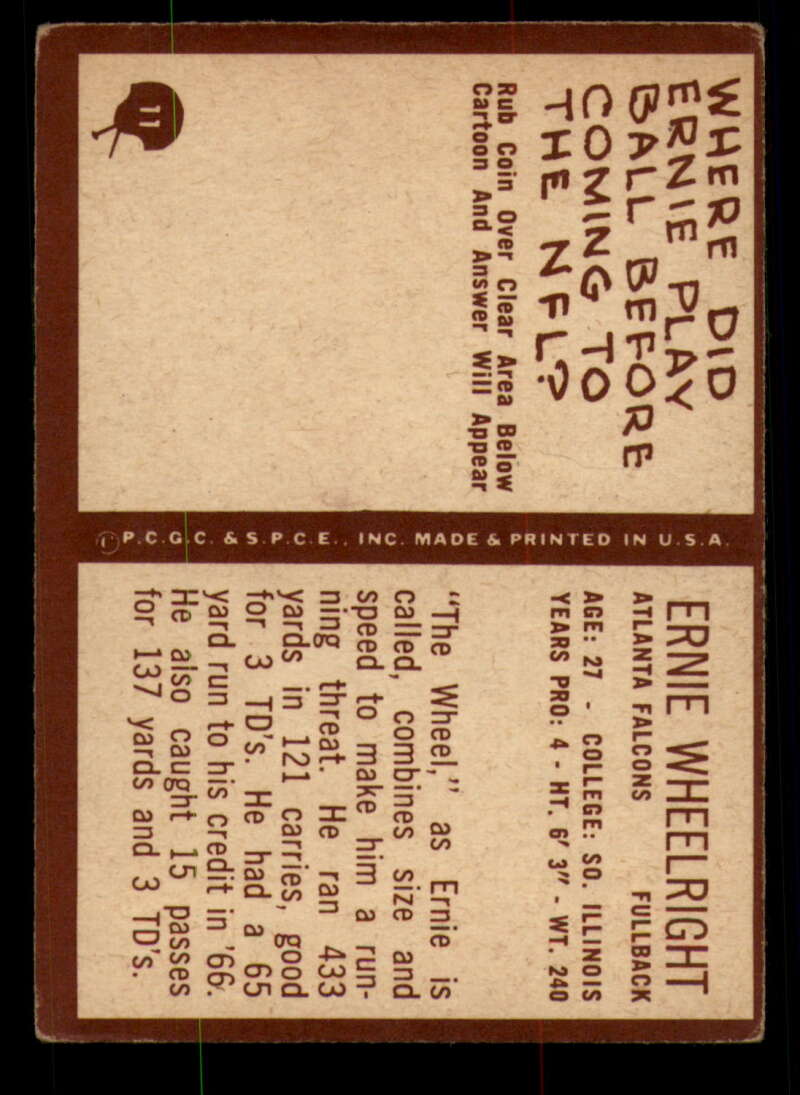 11
WHERE DID
ERNIE PLAY
BALL BEFORE
COMING TO
THE NFL?
Rub Coin Over Clear Area Below
Cartoon And Answer Will Appear
P.C.G.C. & S.P.C.E., INC. MADE & PRINTED IN U.S.A.
ERNIE WHEELRIGHT
ATLANTA FALCONS FULLBACK
AGE: 27 - COLLEGE: SO. ILLINOIS
YEARS PRO: 4 - HT. 6' 3" - WT. 240
"The Wheel," as Ernie is
called, combines size and
speed to make him a run-
ning threat. He ran 433
yards in 121 carries, good
for 3 TD's. He had a 65
yard run to his credit in '66.
He also caught 15 passes
for 137 yards and 3 TD's.